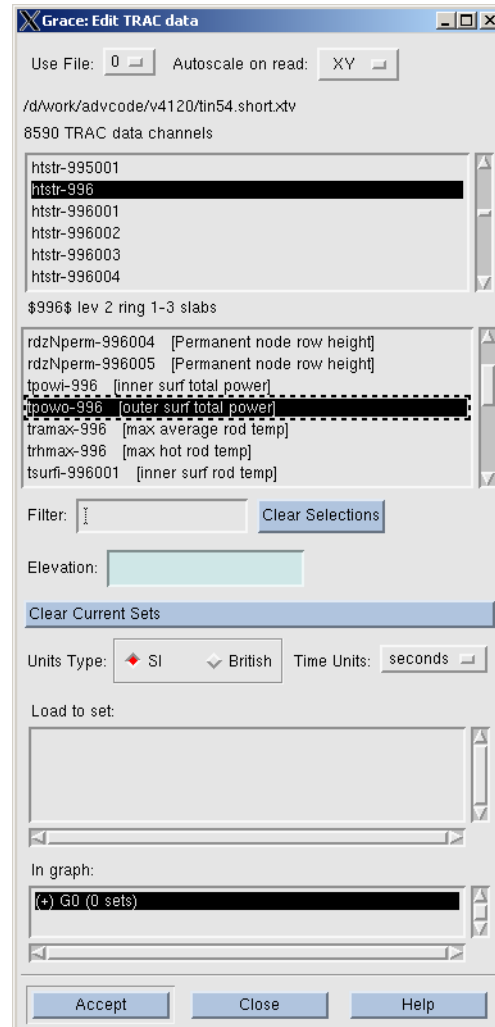 Grace: Edit TRAC data
Use File: 0 Autoscale on read: XY
/d/work/advcode/v4120/tin54.short.xtv
8590 TRAC data channels
htstr-995001
htstr-996
htstr-996001
htstr-996002
htstr-996003
htstr-996004
$996$ lev 2 ring 1-3 slabs
rdzNperm-996004 [Permanent node row height]
rdzNperm-996005 [Permanent node row height]
tpowi-996 [inner surf total power]
tpowo-996 [outer surf total power]
tramax-996 [max average rod temp]
trhmax-996 [max hot rod temp]
tsurfi-996001 [inner surf rod temp]
Filter: Clear Selections
Elevation:
Clear Current Sets
Units Type: SI British Time Units: seconds
Load to set:
In graph:
(+) G0 (0 sets)
Accept Close Help